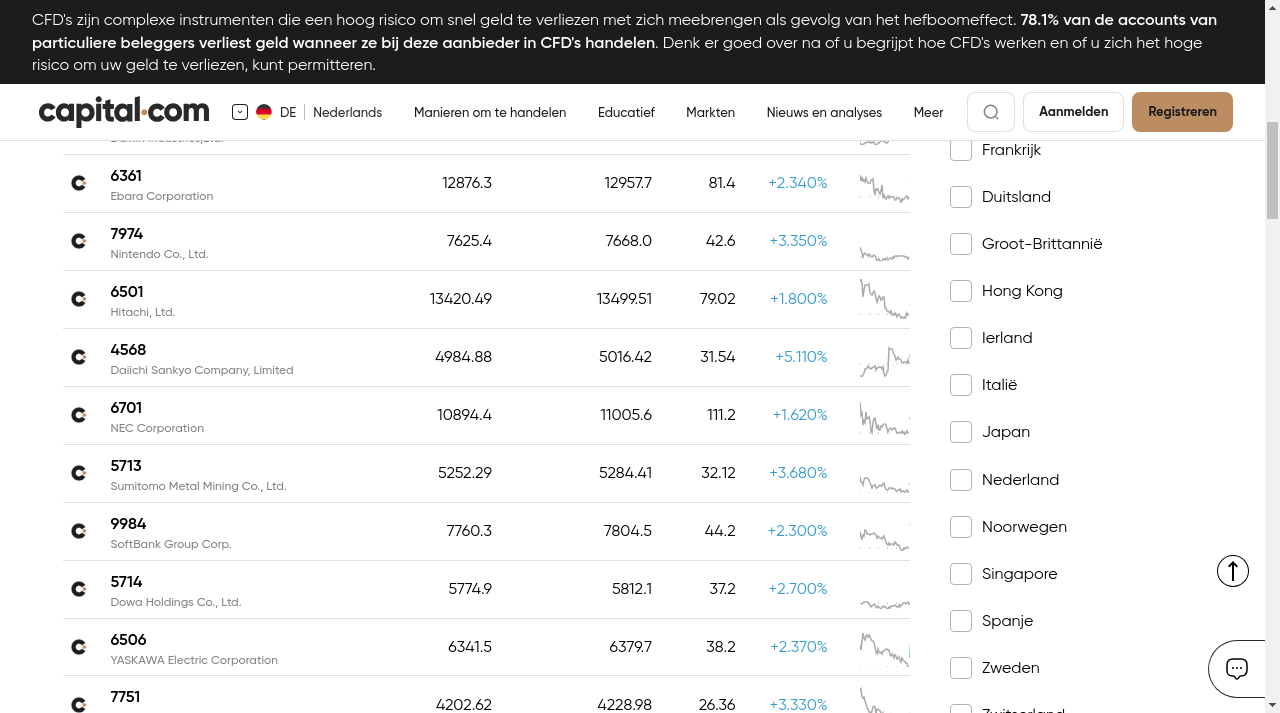 CFD's zijn complexe instrumenten die een hoog risico om snel geld te verliezen met zich meebrengen als gevolg van het hefboomeffect. 78.1% van de accounts van
particuliere beleggers verliest geld wanneer ze bij deze aanbieder in CFD's handelen. Denk er goed over na of u begrijpt hoe CFD's werken en of u zich het hoge
risico om uw geld te verliezen, kunt permitteren.
capital.com DE Nederlands Manieren om te handelen Educatief Markten Nieuws en analyses Meer Aanmelden Registreren
6361 12876.3 12957.7 81.4 +2.340%
Ebara Corporation
7974 7625.4 7668.0 42.6 +3.350%
Nintendo Co., Ltd.
6501 13420.49 13499.51 79.02 +1.800%
Hitachi, Ltd.
4568 4984.88 5016.42 31.54 +5.110%
Daiichi Sankyo Company, Limited
6701 10894.4 11005.6 111.2 +1.620%
NEC Corporation
5713 5252.29 5284.41 32.12 +3.680%
Sumitomo Metal Mining Co., Ltd.
9984 7760.3 7804.5 44.2 +2.300%
SoftBank Group Corp.
5714 5774.9 5812.1 37.2 +2.700%
Dowa Holdings Co., Ltd.
6506 6341.5 6379.7 38.2 +2.370%
YASKAWA Electric Corporation
7751 4202.62 4228.98 26.36 +3.330%
Frankrijk
Duitsland
Groot-Brittannië
Hong Kong
Ierland
Italië
Japan
Nederland
Noorwegen
Singapore
Spanje
Zweden